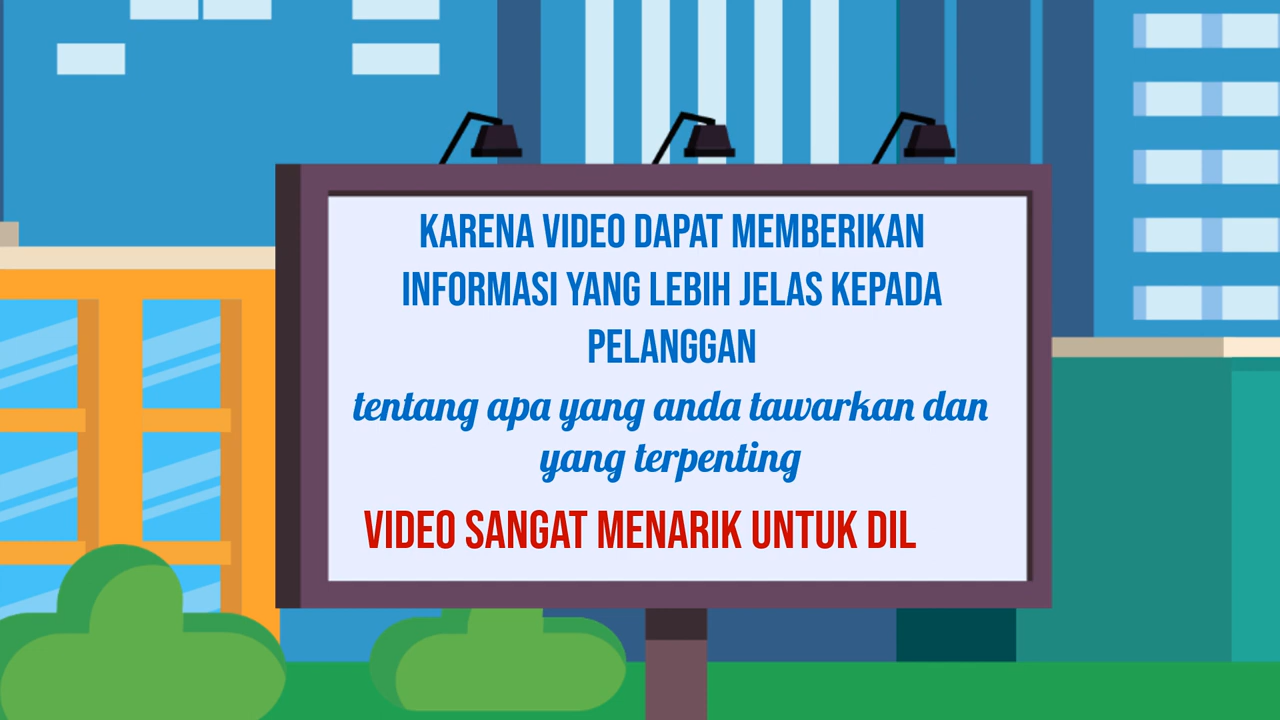 KARENA VIDEO DAPAT MEMBERIKAN
INFORMASI YANG LEBIH JELAS KEPADA
PELANGGAN
tentang apa yang anda tawarkan dan
yang terpenting
VIDEO SANGAT MENARIK UNTUK DIL